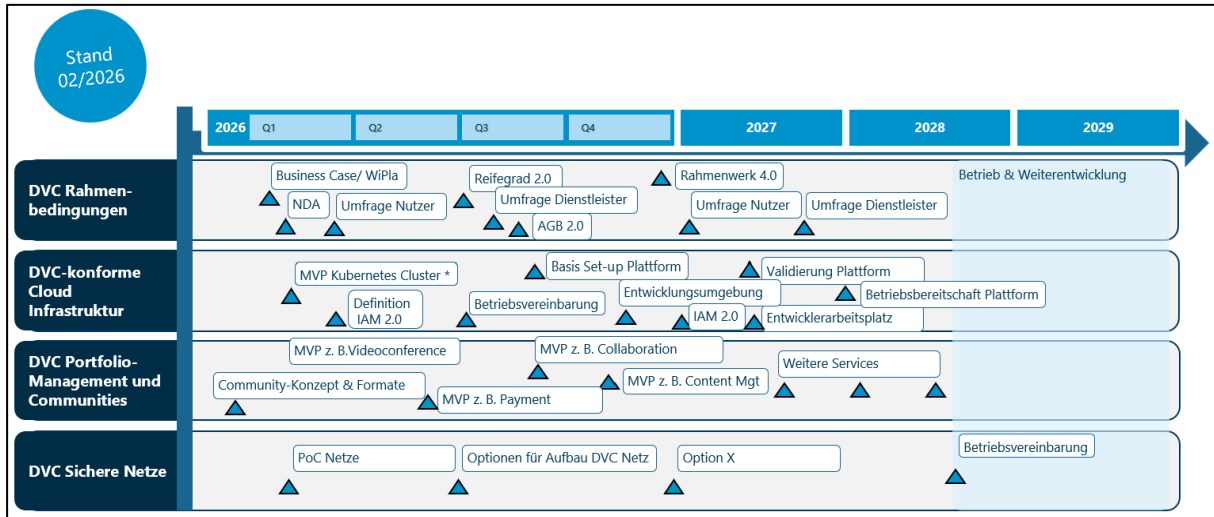 Stand
02/2026
2026
Q1
Q2
Q3
Q4
2027
2028
2029
DVC Rahmen-
bedingungen
Business Case/ WiPla
NDA
Umfrage Nutzer
Reifegrad 2.0
Umfrage Dienstleister
AGB 2.0
Rahmenwerk 4.0
Umfrage Nutzer
Umfrage Dienstleister
Betrieb & Weiterentwicklung
DVC-konforme
Cloud
Infrastruktur
MVP Kubernetes Cluster *
Definition
IAM 2.0
Betriebsvereinbarung
Basis Set-up Plattform
Entwicklungsumgebung
IAM 2.0
Validierung Plattform
Entwicklerarbeitsplatz
Betriebsbereitschaft Plattform
DVC Portfolio-
Management und
Communities
MVP z. B.Videoconference
Community-Konzept & Formate
MVP z. B. Payment
MVP z. B. Collaboration
MVP z. B. Content Mgt
Weitere Services
DVC Sichere Netze
PoC Netze
Optionen für Aufbau DVC Netz
Option X
Betriebsvereinbarung